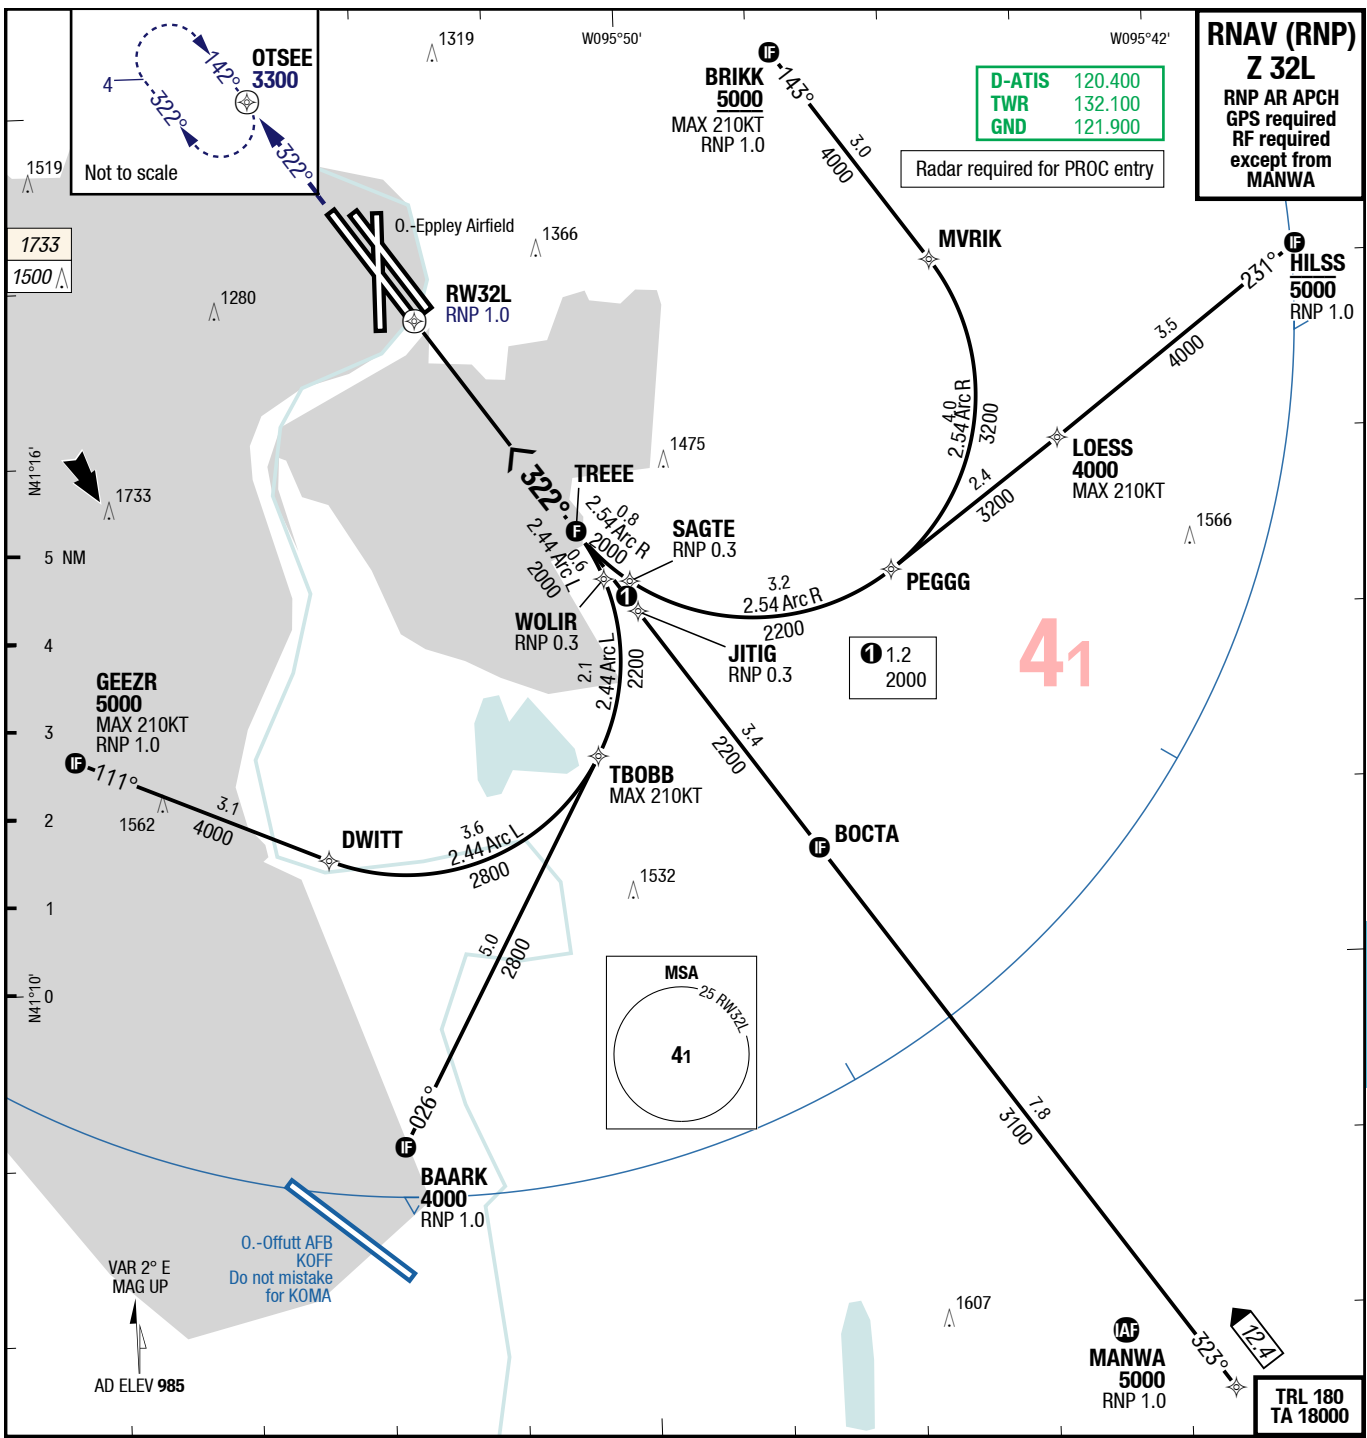 RNAV (RNP)
Z 32L
RNP AR APCH
GPS required
RF required
except from
MANWA
D-ATIS 120.400
TWR 132.100
GND 121.900
Radar required for PROC entry
W095°50'
W095°42'
OTSEE
3300
142°
4
322°
322°
Not to scale
1319
1519
1733
1500
1280
1366
O.-Eppley Airfield
RW32L
RNP 1.0
IF
BRIKK
5000
MAX 210KT
RNP 1.0
143°
3.0
4000
MVRIK
IF
HILSS
5000
RNP 1.0
231°
3.5
4000
4.0
2.54 Arc R
3200
LOESS
4000
MAX 210KT
2.4
3200
1475
1566
N41°16'
1733
322°
TREEE
F
0.8
2.54 Arc R
2000
SAGTE
RNP 0.3
2.44 Arc L
0.6
2000
WOLIR
RNP 0.3
1
JITIG
RNP 0.3
PEGGG
3.2
2.54 Arc R
2200
1 1.2
2000
41
5 NM
4
3
2
1
0
N41°10'
GEEZR
5000
MAX 210KT
RNP 1.0
IF
111°
3.1
4000
1562
DWITT
2.1
2.44 Arc L
2200
TBOBB
MAX 210KT
3.6
2.44 Arc L
2800
3.4
2200
IF
BOCTA
1532
5.0
2800
MSA
25 RW32L
41
026°
IF
BAARK
4000
RNP 1.0
7.8
3100
O.-Offutt AFB
KOFF
Do not mistake
for KOMA
VAR 2° E
MAG UP
AD ELEV 985
1607
IAF
MANWA
5000
RNP 1.0
323°
12.4
TRL 180
TA 18000